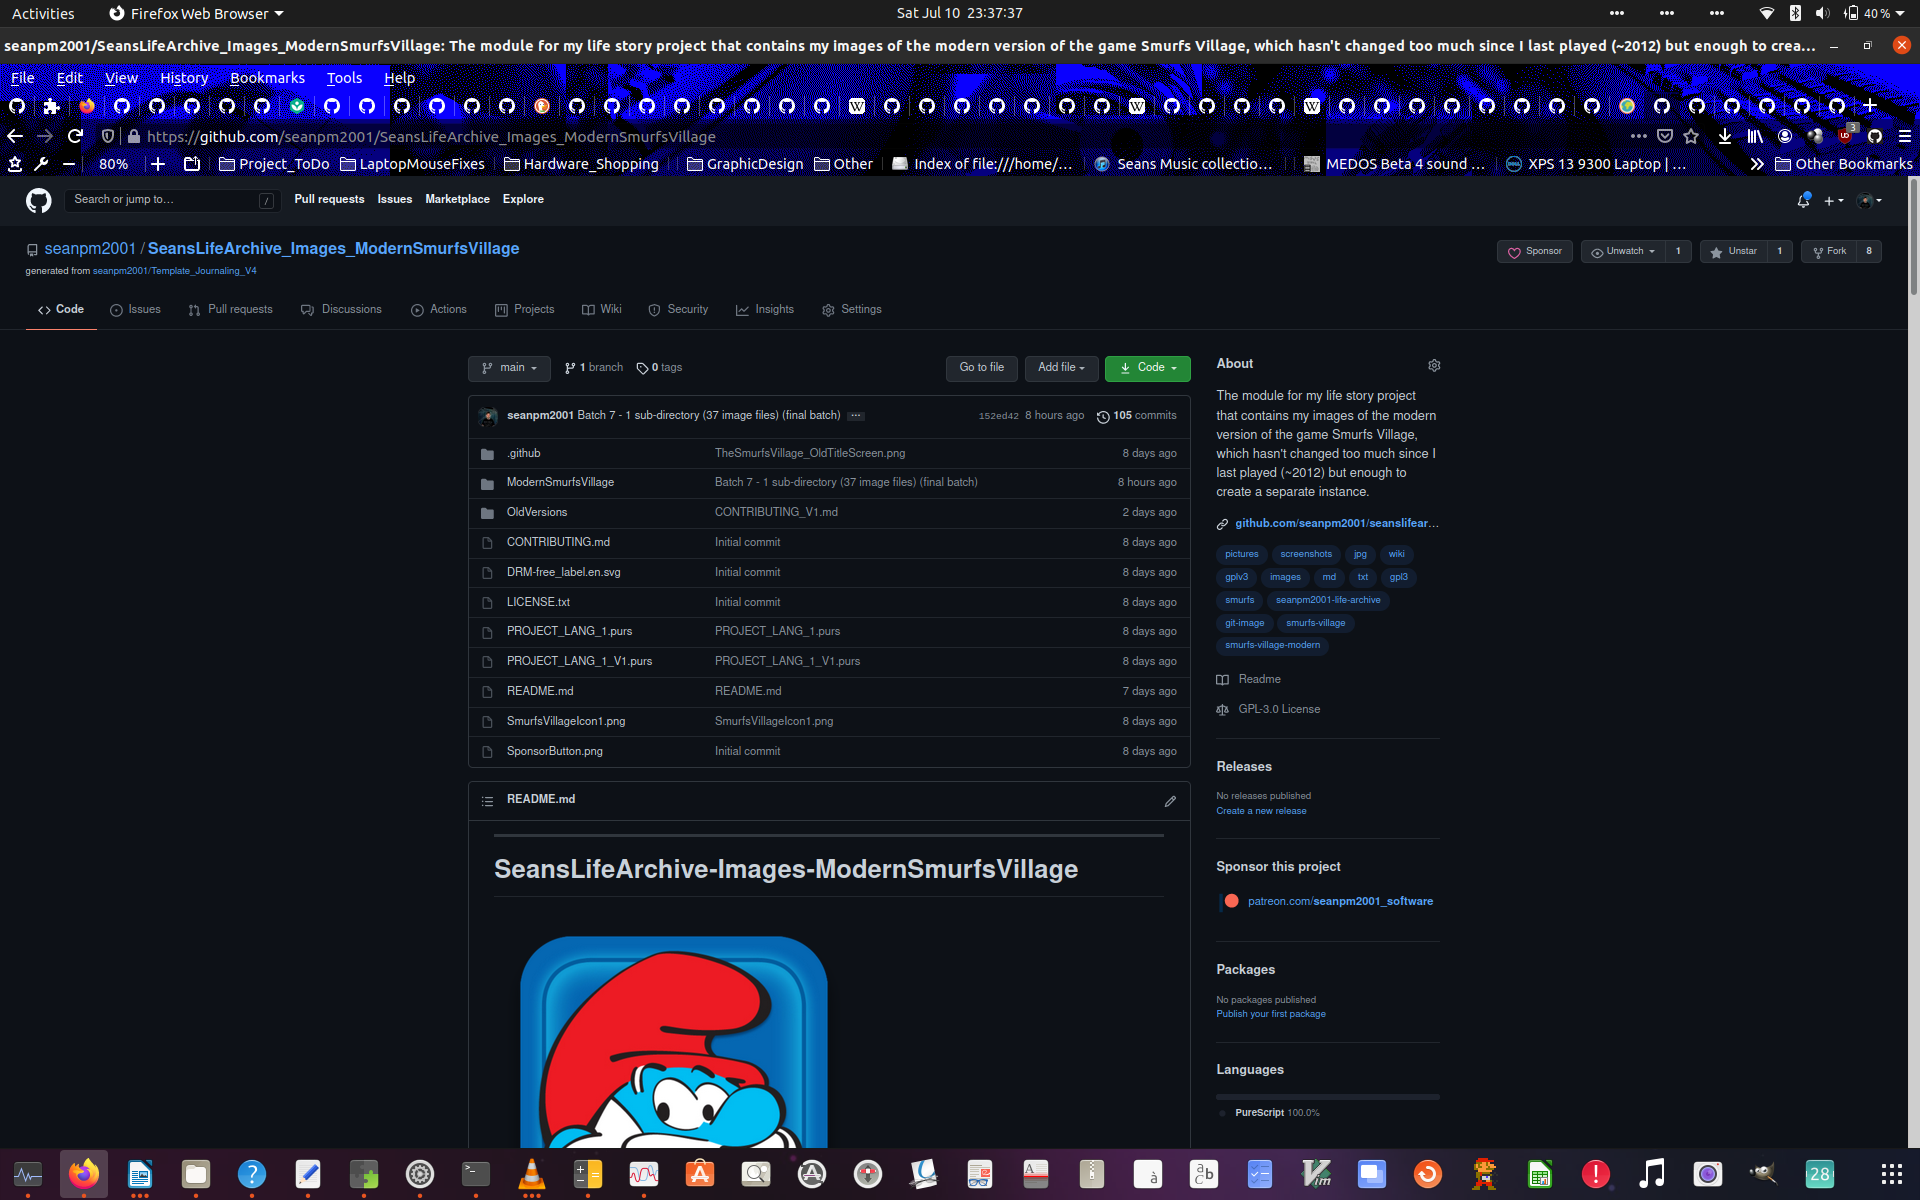 Activities Firefox Web Browser Sat Jul 10 23:37:37 40 %
seanpm2001/SeansLifeArchive_Images_ModernSmurfsVillage: The module for my life story project that contains my images of the modern version of the game Smurfs Village, which hasn't changed too much since I last played (~2012) but enough to crea...
File Edit View History Bookmarks Tools Help
https://github.com/seanpm2001/SeansLifeArchive_Images_ModernSmurfsVillage 3
80% Project_ToDo LaptopMouseFixes Hardware_Shopping GraphicDesign Other Index of file:///home/... Seans Music collectio... MEDOS Beta 4 sound ... XPS 13 9300 Laptop | ... Other Bookmarks
Search or jump to... / Pull requests Issues Marketplace Explore
seanpm2001 / SeansLifeArchive_Images_ModernSmurfsVillage Sponsor Unwatch 1 Unstar 1 Fork 8
generated from seanpm2001/Template_Journaling_V4
Code Issues Pull requests Discussions Actions Projects Wiki Security Insights Settings
main 1 branch 0 tags Go to file Add file Code
seanpm2001 Batch 7 - 1 sub-directory (37 image files) (final batch) ... 152ed42 8 hours ago 105 commits
.github TheSmurfsVillage_OldTitleScreen.png 8 days ago
ModernSmurfsVillage Batch 7 - 1 sub-directory (37 image files) (final batch) 8 hours ago
OldVersions CONTRIBUTING_V1.md 2 days ago
CONTRIBUTING.md Initial commit 8 days ago
DRM-free_label.en.svg Initial commit 8 days ago
LICENSE.txt Initial commit 8 days ago
PROJECT_LANG_1.purs PROJECT_LANG_1.purs 8 days ago
PROJECT_LANG_1_V1.purs PROJECT_LANG_1_V1.purs 8 days ago
README.md README.md 7 days ago
SmurfsVillageIcon1.png SmurfsVillageIcon1.png 8 days ago
SponsorButton.png Initial commit 8 days ago
README.md
SeansLifeArchive-Images-ModernSmurfsVillage
About
The module for my life story project
that contains my images of the modern
version of the game Smurfs Village,
which hasn't changed too much since I
last played (~2012) but enough to
create a separate instance.
github.com/seanpm2001/seanslifear...
pictures screenshots jpg wiki
gplv3 images md txt gpl3
smurfs seanpm2001-life-archive
git-image smurfs-village
smurfs-village-modern
Readme
GPL-3.0 License
Releases
No releases published
Create a new release
Sponsor this project
patreon.com/seanpm2001_software
Packages
No packages published
Publish your first package
Languages
PureScript 100.0%
28